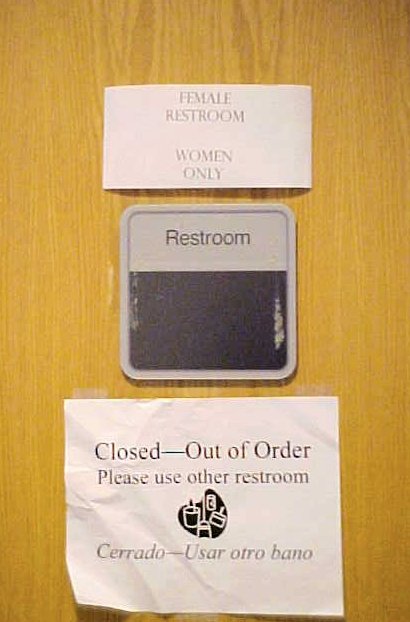 FEMALE
RESTROOM
WOMEN
ONLY
Restroom
Closed—Out of Order
Please use other restroom
Cerrado—Usar otro bano